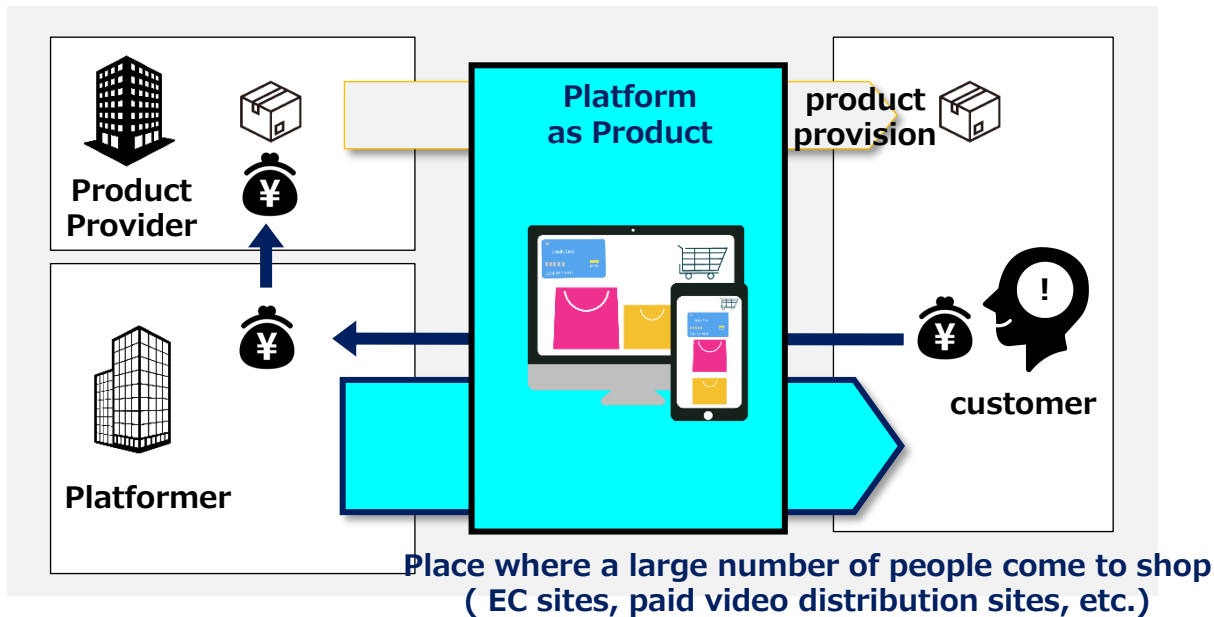 Platform
as Product
product
provision
Product
Provider
¥
¥
¥
!
customer
Platformer
Place where a large number of people come to shop
( EC sites, paid video distribution sites, etc.)